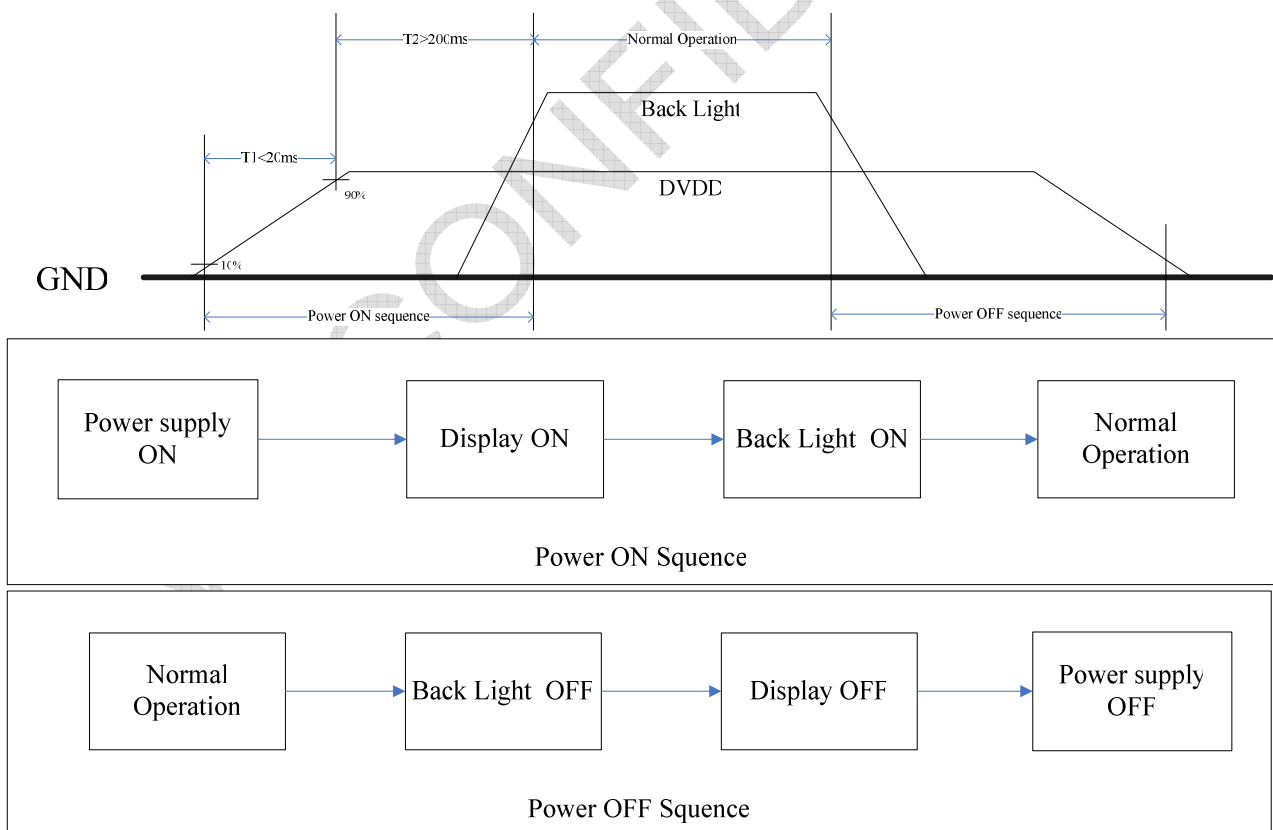 T2>200ms
Normal Operation
Back Light
T1<20ms
DVDD
90%
10%
GND
Power ON sequence
Power OFF sequence
Power supply
ON
Display ON
Back Light ON
Normal
Operation
Power ON Squence
Normal
Operation
Back Light OFF
Display OFF
Power supply
OFF
Power OFF Squence
CONFID